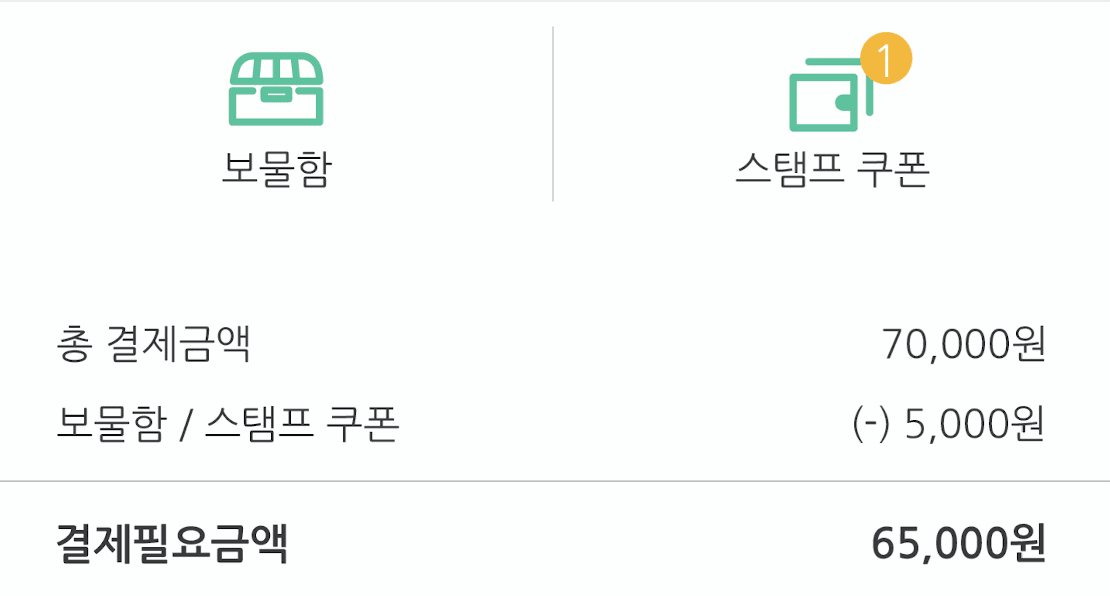 1
보물함
스탬프 쿠폰
총 결제금액 70,000원
보물함 / 스탬프 쿠폰 (-) 5,000원
결제필요금액 65,000원